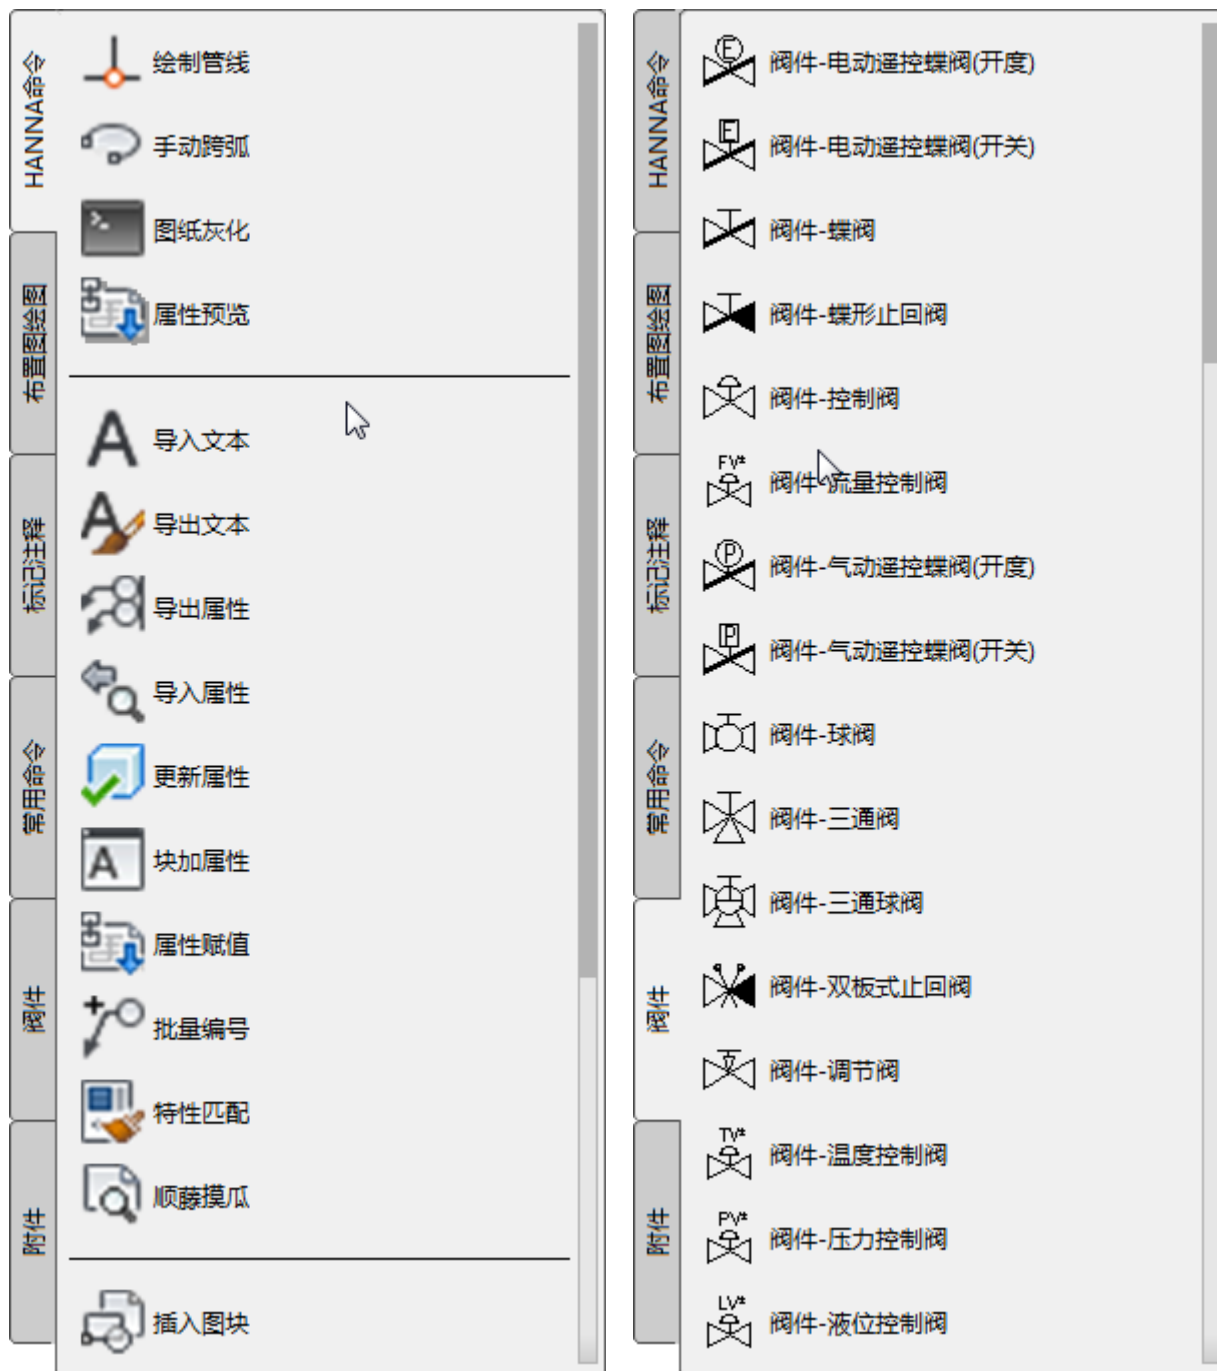 HANNA命令
布置图绘图
标记注释
常用命令
阀件
附件
绘制管线
手动跨弧
图纸灰化
属性预览
导入文本
导出文本
导出属性
导入属性
更新属性
块加属性
属性赋值
批量编号
特性匹配
顺藤摸瓜
插入图块
HANNA命令
布置图绘图
标记注释
常用命令
阀件
附件
E 阀件-电动遥控蝶阀(开度)
E 阀件-电动遥控蝶阀(开关)
阀件-蝶阀
阀件-蝶形止回阀
阀件-控制阀
FV* 阀件-流量控制阀
P 阀件-气动遥控蝶阀(开度)
P 阀件-气动遥控蝶阀(开关)
阀件-球阀
阀件-三通阀
阀件-三通球阀
阀件-双板式止回阀
阀件-调节阀
TV* 阀件-温度控制阀
PV* 阀件-压力控制阀
LV* 阀件-液位控制阀